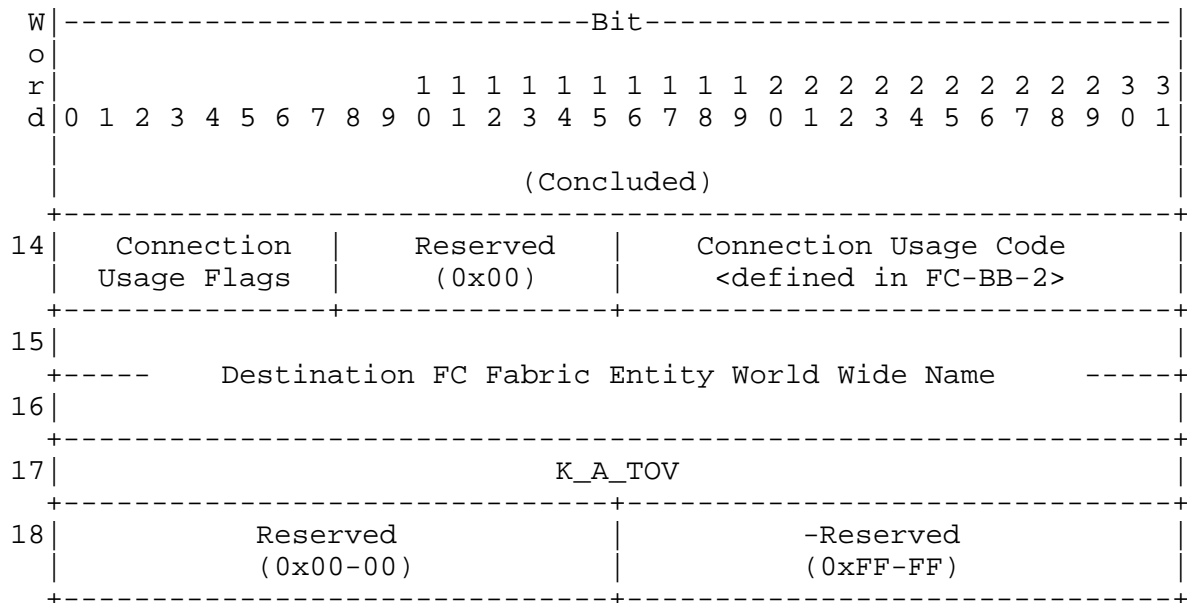 W|------------------------------Bit------------------------------|
o|                                                               |
r|                    1 1 1 1 1 1 1 1 1 1 2 2 2 2 2 2 2 2 2 2 3 3|
d|0 1 2 3 4 5 6 7 8 9 0 1 2 3 4 5 6 7 8 9 0 1 2 3 4 5 6 7 8 9 0 1|
 |                                                               |
 |                          (Concluded)                          |
 +---------------------------------------------------------------+
14|   Connection  |    Reserved   |    Connection Usage Code      |
 |  Usage Flags  |     (0x00)    |     <defined in FC-BB-2>      |
 +---------------+---------------+-------------------------------+
15|                                                               |
 +-----    Destination FC Fabric Entity World Wide Name     -----+
16|                                                               |
 +---------------------------------------------------------------+
17|                            K_A_TOV                            |
 +-------------------------------+-------------------------------+
18|           Reserved            |          -Reserved            |
 |           (0x00-00)           |          (0xFF-FF)            |
 +-------------------------------+-------------------------------+